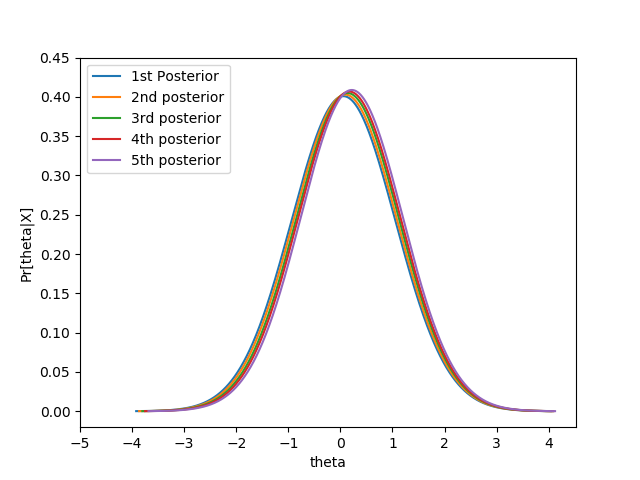 0.45
0.40
0.35
0.30
0.25
0.20
0.15
0.10
0.05
0.00
Pr[theta|X]
1st Posterior
2nd posterior
3rd posterior
4th posterior
5th posterior
−5 −4 −3 −2 −1 0 1 2 3 4
theta